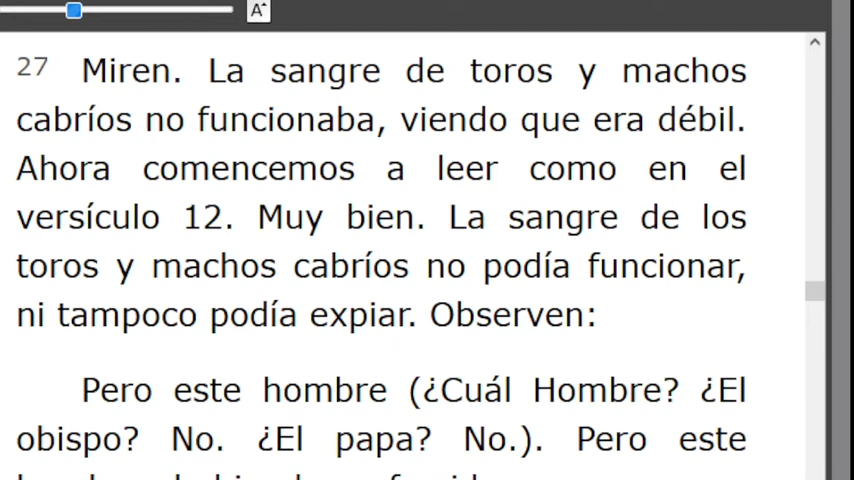 A
27 Miren. La sangre de toros y machos
cabríos no funcionaba, viendo que era débil.
Ahora comencemos a leer como en el
versículo 12. Muy bien. La sangre de los
toros y machos cabríos no podía funcionar,
ni tampoco podía expiar. Observen:
Pero este hombre (¿Cuál Hombre? ¿El
obispo? No. ¿El papa? No.). Pero este